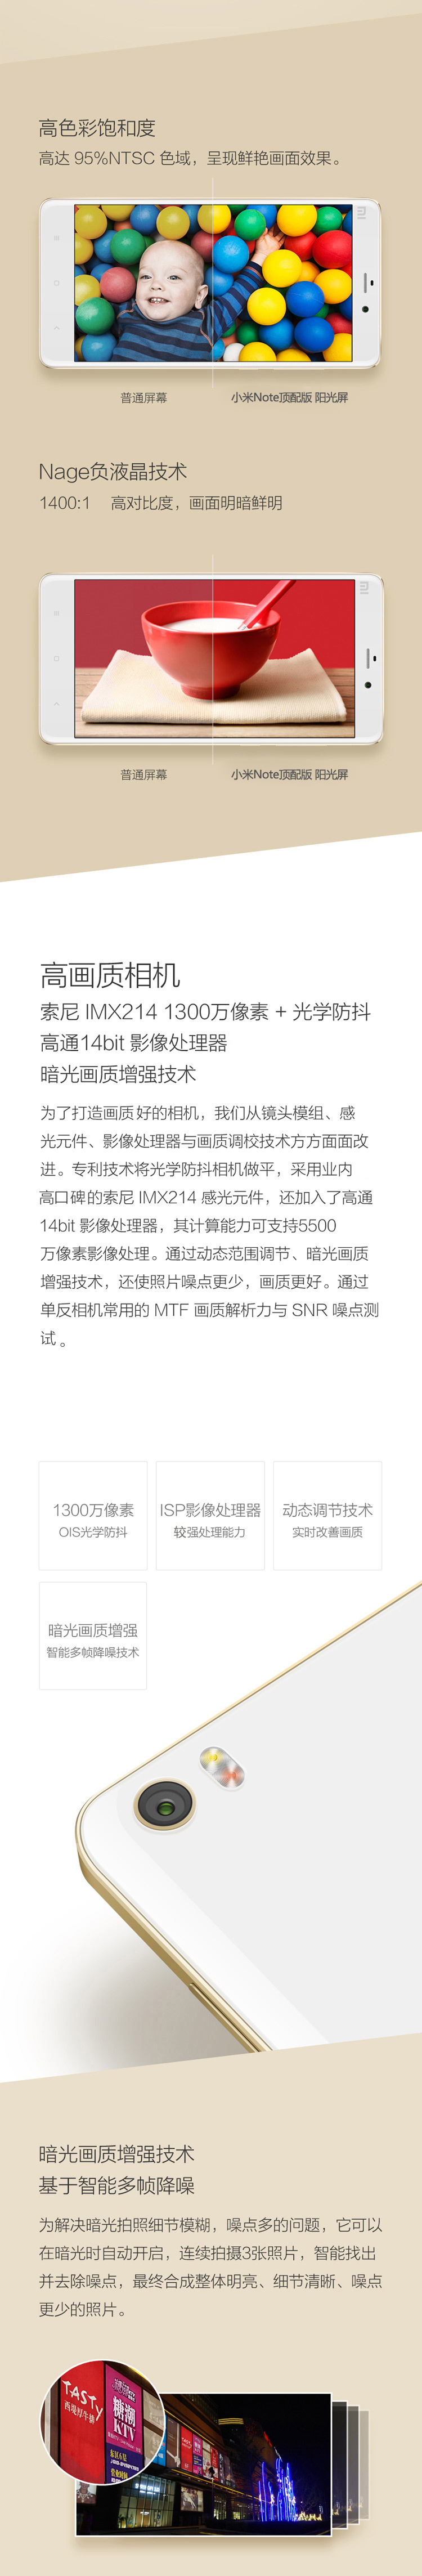 高色彩饱和度
高达 95%NTSC 色域，呈现鲜艳画面效果。
普通屏幕
小米Note顶配版 阳光屏
Nage负液晶技术
1400:1 高对比度，画面明暗鲜明
普通屏幕
小米Note顶配版 阳光屏
高画质相机
索尼 IMX214 1300万像素 + 光学防抖
高通14bit 影像处理器
暗光画质增强技术
为了打造画质好的相机，我们从镜头模组、感
光元件、影像处理器与画质调校技术方方面面改
进。专利技术将光学防抖相机做平，采用业内
高口碑的索尼 IMX214 感光元件，还加入了高通
14bit 影像处理器，其计算能力可支持5500
万像素影像处理。通过动态范围调节、暗光画质
增强技术，还使照片噪点更少，画质更好。通过
单反相机常用的 MTF 画质解析力与 SNR 噪点测
试。
1300万像素
OIS光学防抖
ISP影像处理器
较强处理能力
动态调节技术
实时改善画质
暗光画质增强
智能多帧降噪技术
暗光画质增强技术
基于智能多帧降噪
为解决暗光拍照细节模糊，噪点多的问题，它可以
在暗光时自动开启，连续拍摄3张照片，智能找出
并去除噪点，最终合成整体明亮、细节清晰、噪点
更少的照片。
TASTY
西堤厚牛排
糖潮
KTV